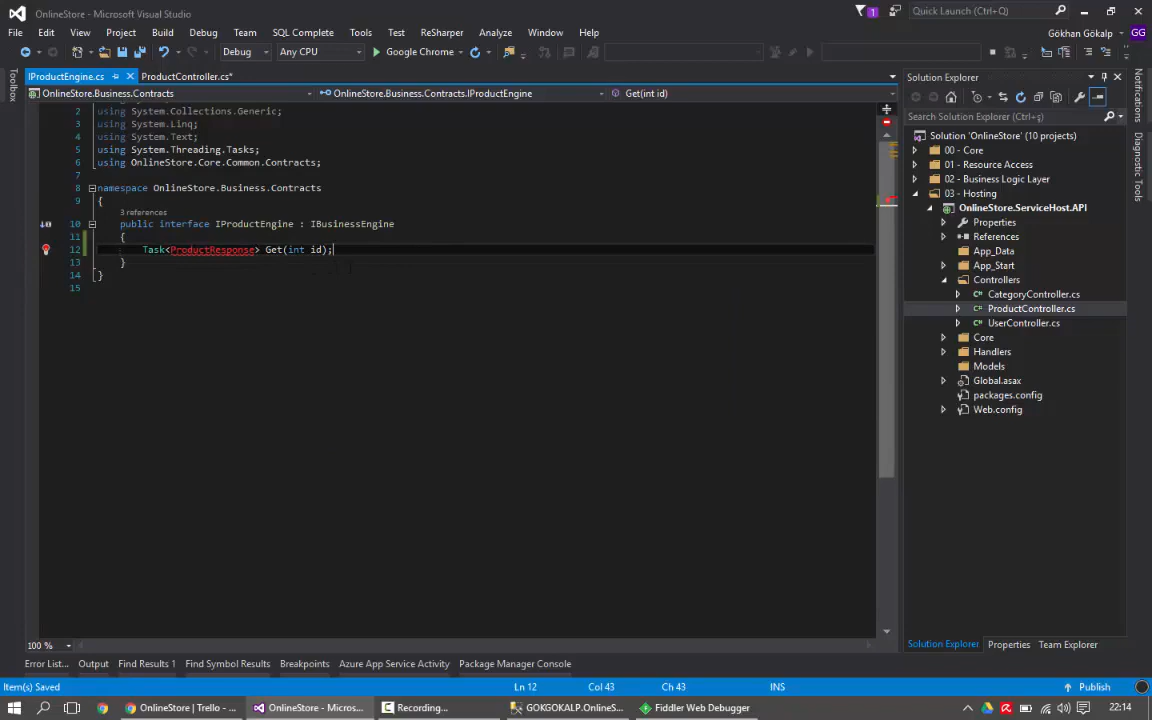 OnlineStore - Microsoft Visual Studio
1
Quick Launch (Ctrl+Q)
File Edit View Project Build Debug Team SQL Complete Tools Test ReSharper Analyze Window Help
Gökhan Gökalp GG
Debug Any CPU Google Chrome
Toolbox
IProductEngine.cs ProductController.cs*
OnlineStore.Business.Contracts OnlineStore.Business.Contracts.IProductEngine Get(int id)
2 using System.Collections.Generic;
3 using System.Linq;
4 using System.Text;
5 using System.Threading.Tasks;
6 using OnlineStore.Core.Common.Contracts;
7
8 namespace OnlineStore.Business.Contracts
9 {
3 references
10 public interface IProductEngine : IBusinessEngine
11 {
12 Task<ProductResponse> Get(int id);
13 }
14 }
15
100 %
Solution Explorer
Search Solution Explorer (Ctrl+ş)
Solution 'OnlineStore' (10 projects)
00 - Core
01 - Resource Access
02 - Business Logic Layer
03 - Hosting
OnlineStore.ServiceHost.API
Properties
References
App_Data
App_Start
Controllers
CategoryController.cs
ProductController.cs
UserController.cs
Core
Handlers
Models
Global.asax
packages.config
Web.config
Solution Explorer Properties Team Explorer
Notifications
Diagnostic Tools
Error List... Output Find Results 1 Find Symbol Results Breakpoints Azure App Service Activity Package Manager Console
Item(s) Saved Ln 12 Col 43 Ch 43 INS Publish
OnlineStore | Trello - ... OnlineStore - Micros... Recording... GOKGOKALP.OnlineS... Fiddler Web Debugger 22:14